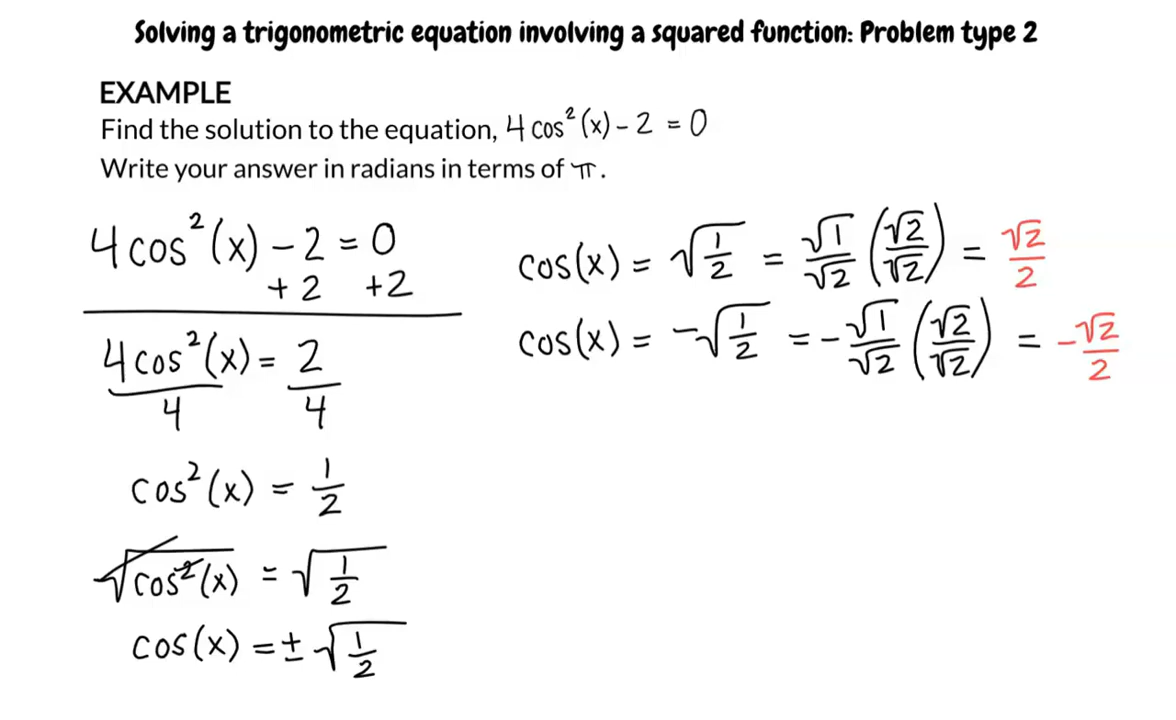 Solving a trigonometric equation involving a squared function: Problem type 2
EXAMPLE
Find the solution to the equation, 4 cos²(x) - 2 = 0
Write your answer in radians in terms of π.
4 cos²(x) - 2 = 0
+ 2 +2
4 cos²(x) = 2
4 4
cos²(x) = 1/2
√cos²(x) = √1/2
cos(x) = ± √1/2
cos(x) = √1/2 = √1/√2 (√2/√2) = √2/2
cos(x) = -√1/2 = -√1/√2 (√2/√2) = -√2/2